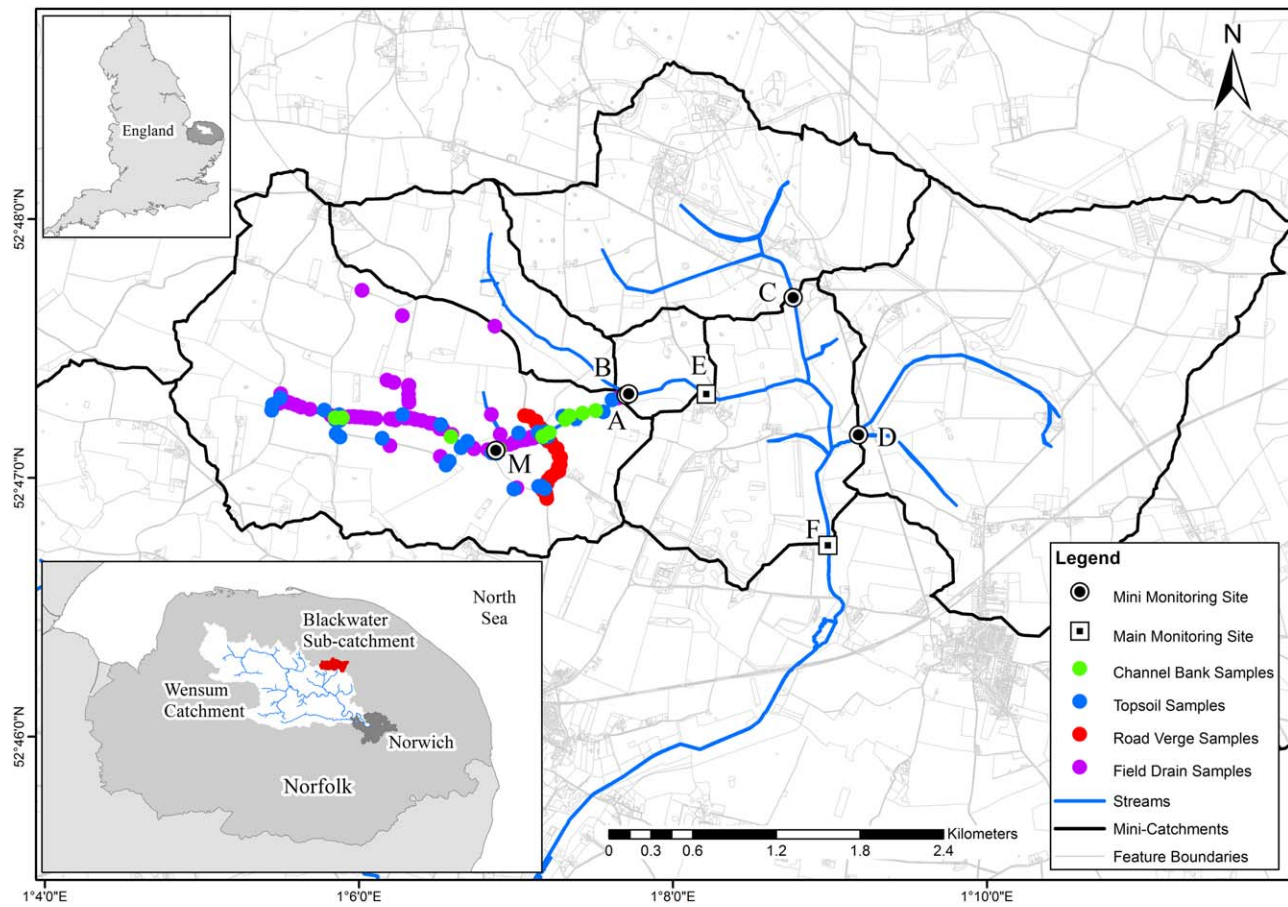 England
N
52°48'0"N
52°47'0"N
52°46'0"N
C
B
E
A
D
M
F
North
Sea
Blackwater
Sub-catchment
Wensum
Catchment
Norwich
Norfolk
Legend
Mini Monitoring Site
Main Monitoring Site
Channel Bank Samples
Topsoil Samples
Road Verge Samples
Field Drain Samples
Streams
Mini-Catchments
Feature Boundaries
Kilometers
0 0.3 0.6 1.2 1.8 2.4
1°4'0"E 1°6'0"E 1°8'0"E 1°10'0"E